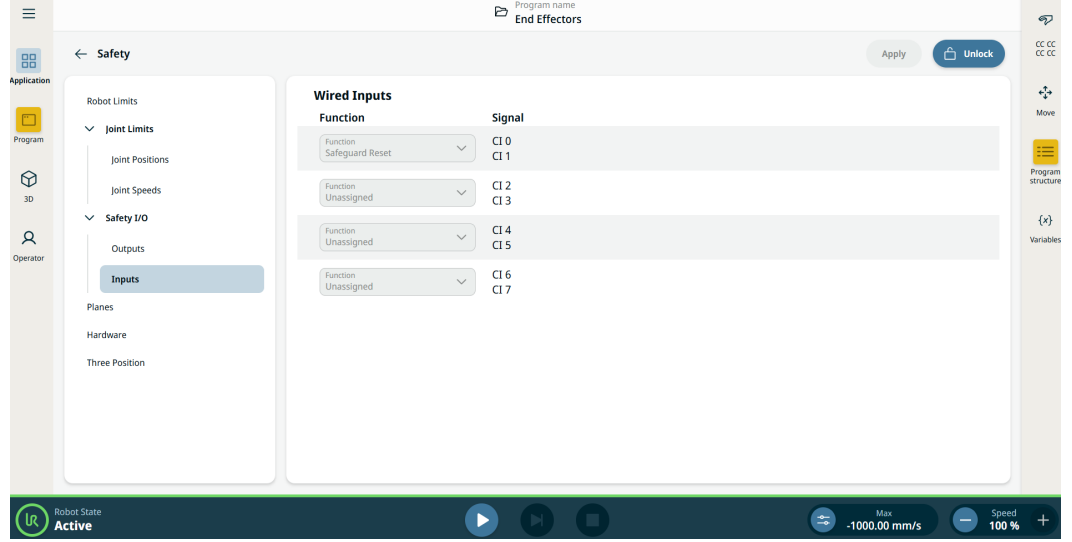 Program name
End Effectors
Application
Program
3D
Operator
Safety
Apply
Unlock
Robot Limits
Joint Limits
Joint Positions
Joint Speeds
Safety I/O
Outputs
Inputs
Planes
Hardware
Three Position
Wired Inputs
Function
Signal
Function
Safeguard Reset
CI 0
CI 1
Function
Unassigned
CI 2
CI 3
Function
Unassigned
CI 4
CI 5
Function
Unassigned
CI 6
CI 7
CC CC
CC CC
Move
Program
structure
{x}
Variables
UR
Robot State
Active
Max
-1000.00 mm/s
Speed
100 %